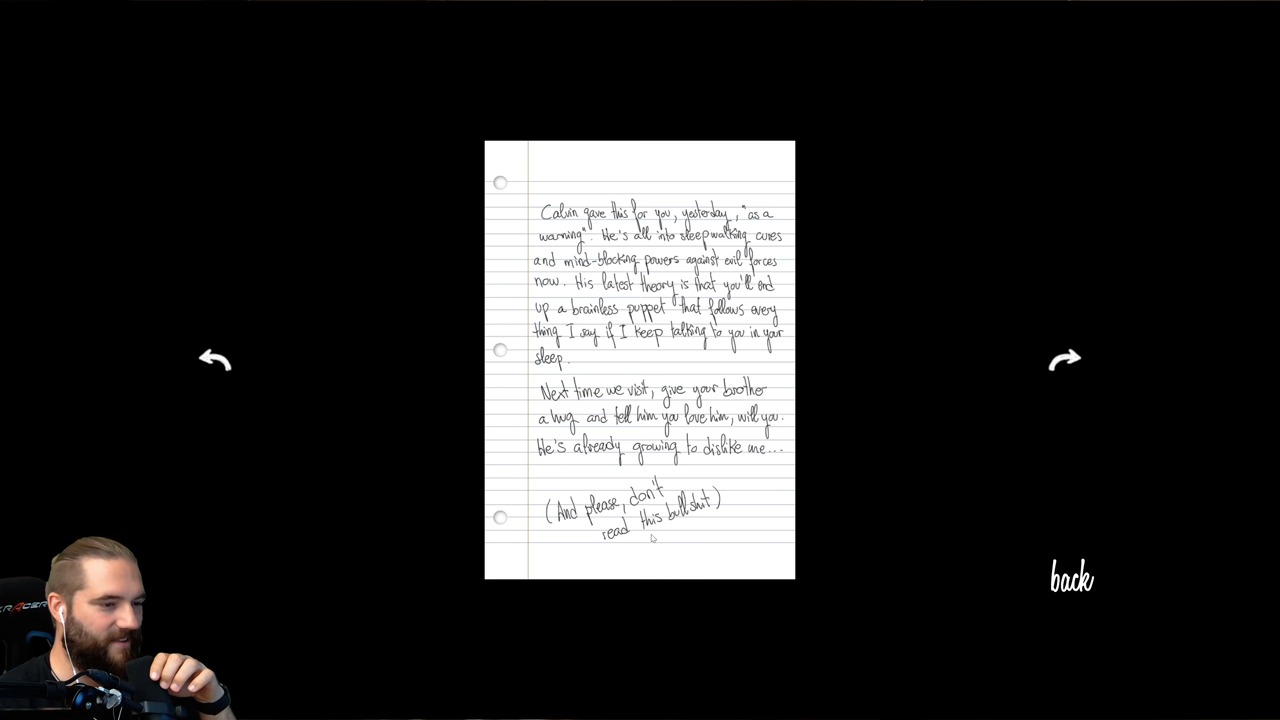 Calvin gave this for you, yesterday, "as a
warning". He's all into sleepwalking cures
and mind-blocking powers against evil forces
now. His latest theory is that you'll end
up a brainless puppet that follows every
thing I say if I keep talking to you in your
sleep.
Next time we visit, give your brother
a hug and tell him you love him, will you.
He's already growing to dislike me...
(And please, don't
read this bullshit)
back